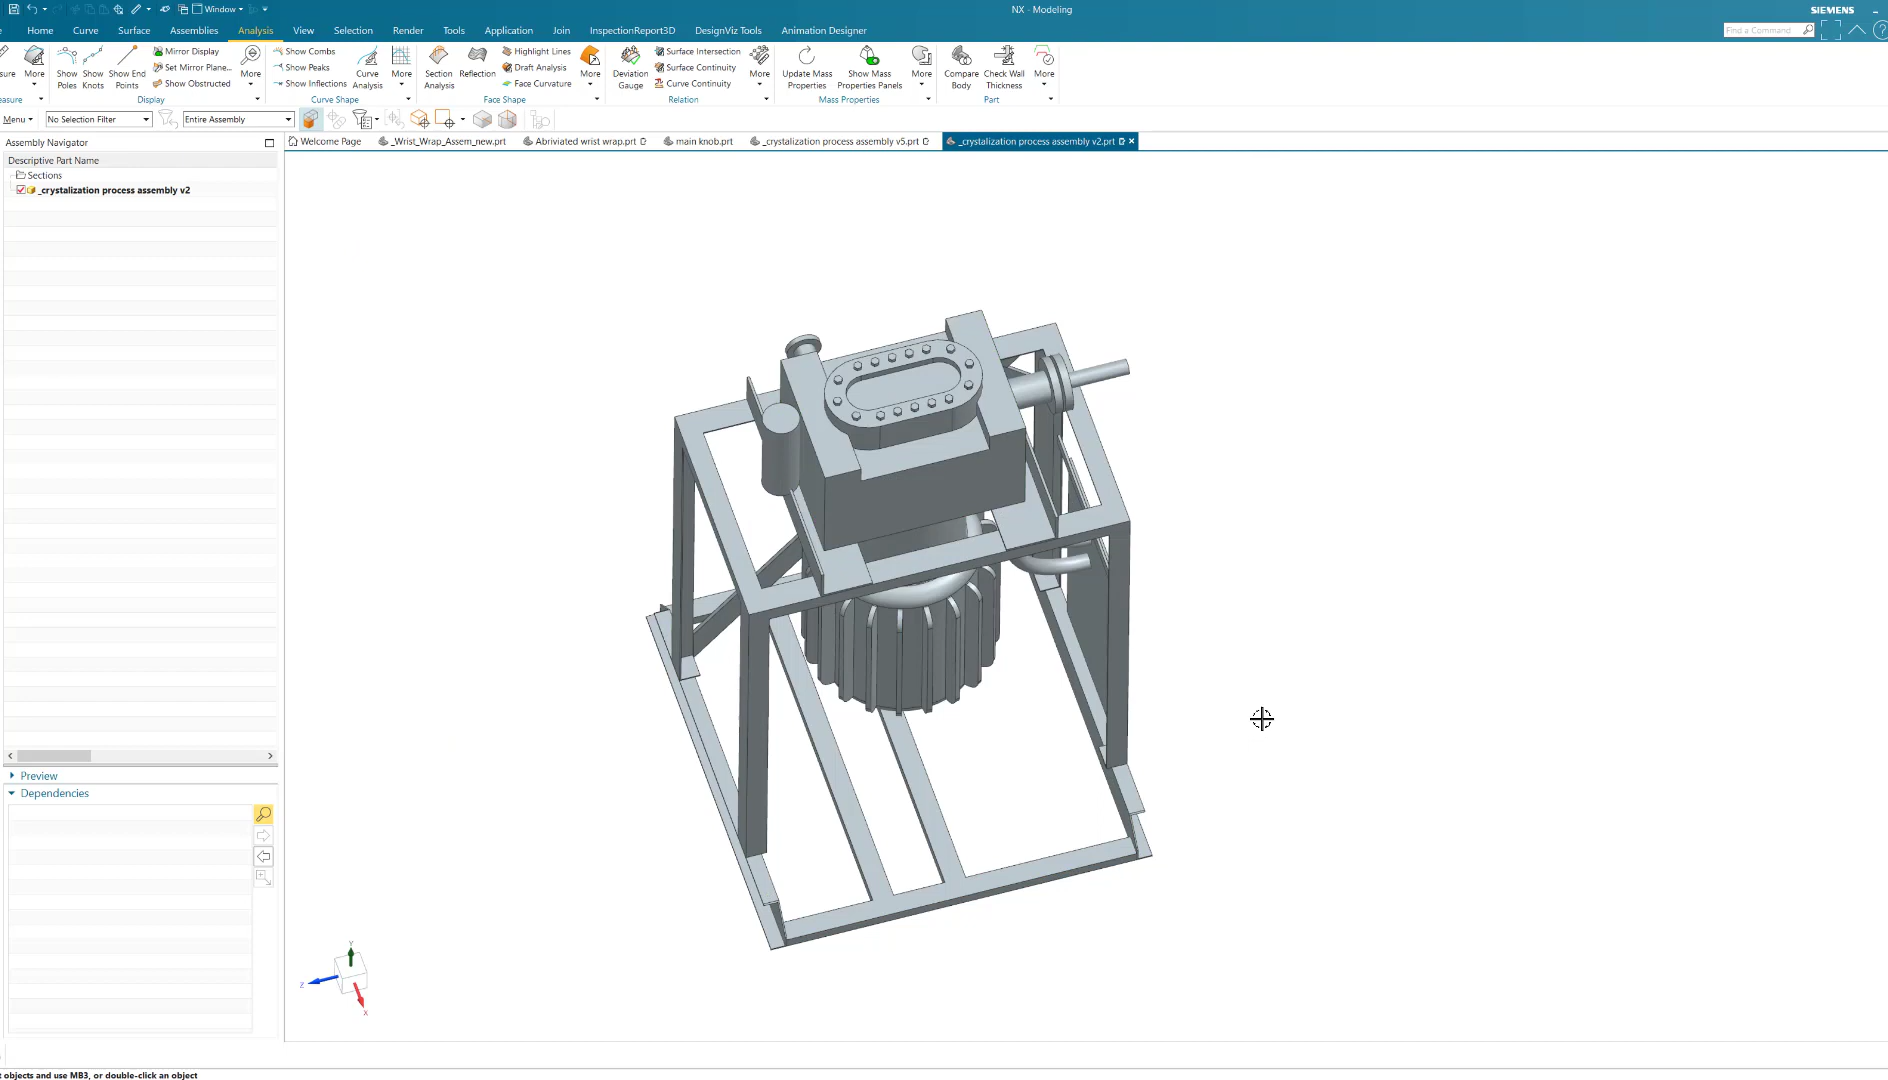 Window
NX - Modeling
SIEMENS
Home Curve Surface Assemblies Analysis View Selection Render Tools Application Join InspectionReport3D DesignViz Tools Animation Designer
Find a Command
Mirror Display
Show Combs
Highlight Lines
Surface Intersection
Set Mirror Plane...
Show Peaks
Draft Analysis
Surface Continuity
Show Obstructed
Show Inflections
Face Curvature
Curve Continuity
sure More
Show Poles
Show Knots
Show End Points
More
Curve Analysis
More
Section Analysis
Reflection
More
Deviation Gauge
More
Update Mass Properties
Show Mass Properties Panels
More
Compare Body
Check Wall Thickness
More
easure Display Curve Shape Face Shape Relation Mass Properties Part
Menu No Selection Filter Entire Assembly
Assembly Navigator
Welcome Page _Wrist_Wrap_Assem_new.prt Abriviated wrist wrap.prt main knob.prt _crystalization process assembly v5.prt _crystalization process assembly v2.prt
Descriptive Part Name
Sections
_crystalization process assembly v2
Preview
Dependencies
Y
Z
X
t objects and use MB3, or double-click an object